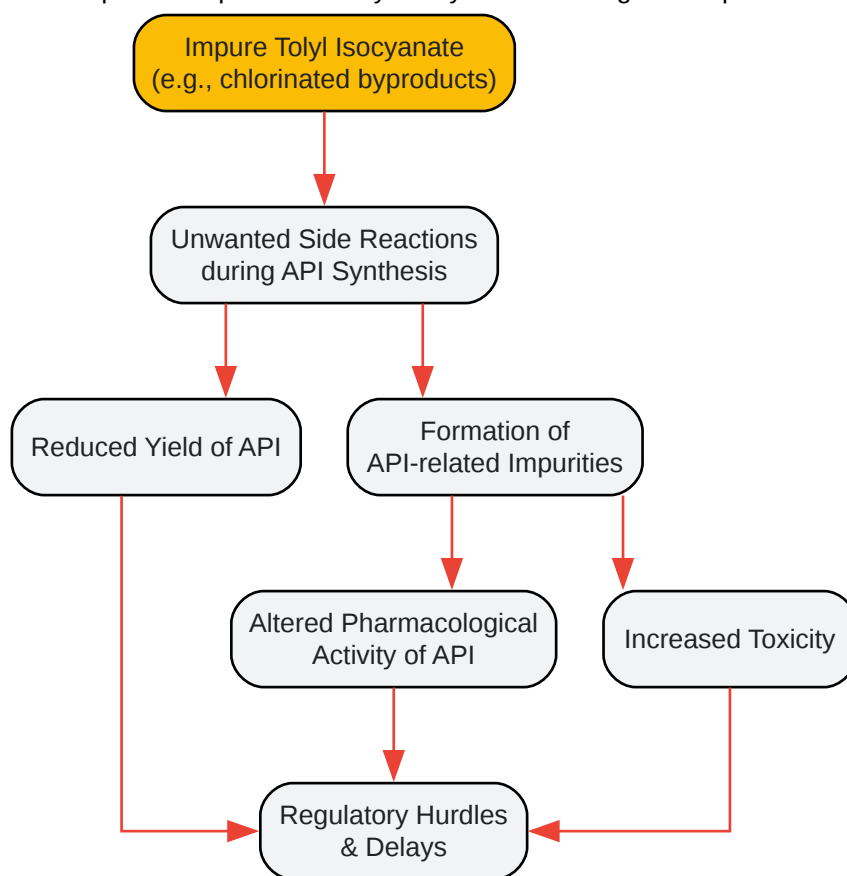 Impure Tolyl Isocyanate
(e.g., chlorinated byproducts)
Unwanted Side Reactions
during API Synthesis
Reduced Yield of API
Formation of
API-related Impurities
Altered Pharmacological
Activity of API
Increased Toxicity
Regulatory Hurdles
& Delays